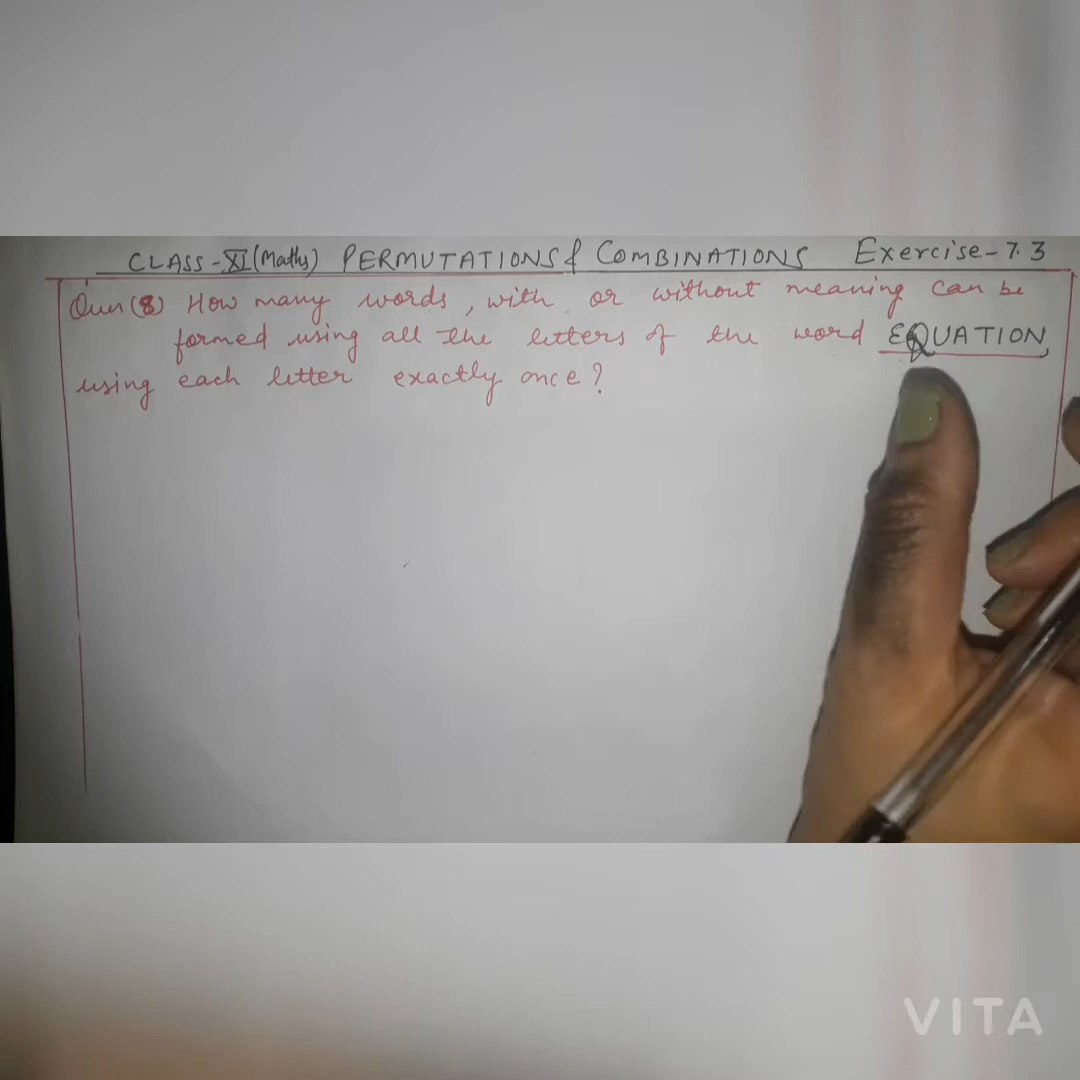 CLASS-XI (Maths) PERMUTATIONS & COMBINATIONS Exercise-7.3
Ques (8) How many words, with or without meaning can be
formed using all the letters of the word EQUATION,
using each letter exactly once?
VITA